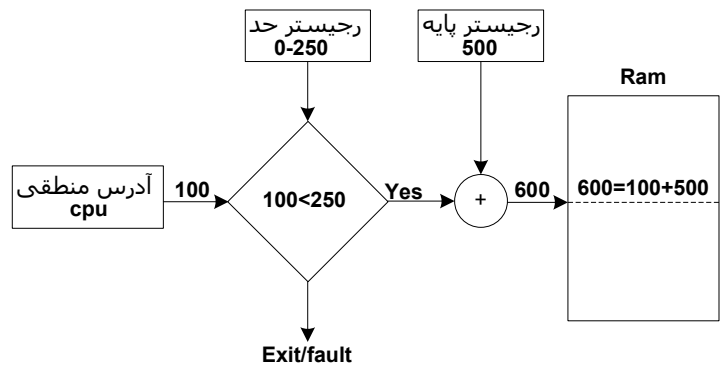 رجیستر حد
0-250
رجیستر پایه
500
Ram
آدرس منطقی
cpu
100
100<250
Yes
+
600
600=100+500
Exit/fault